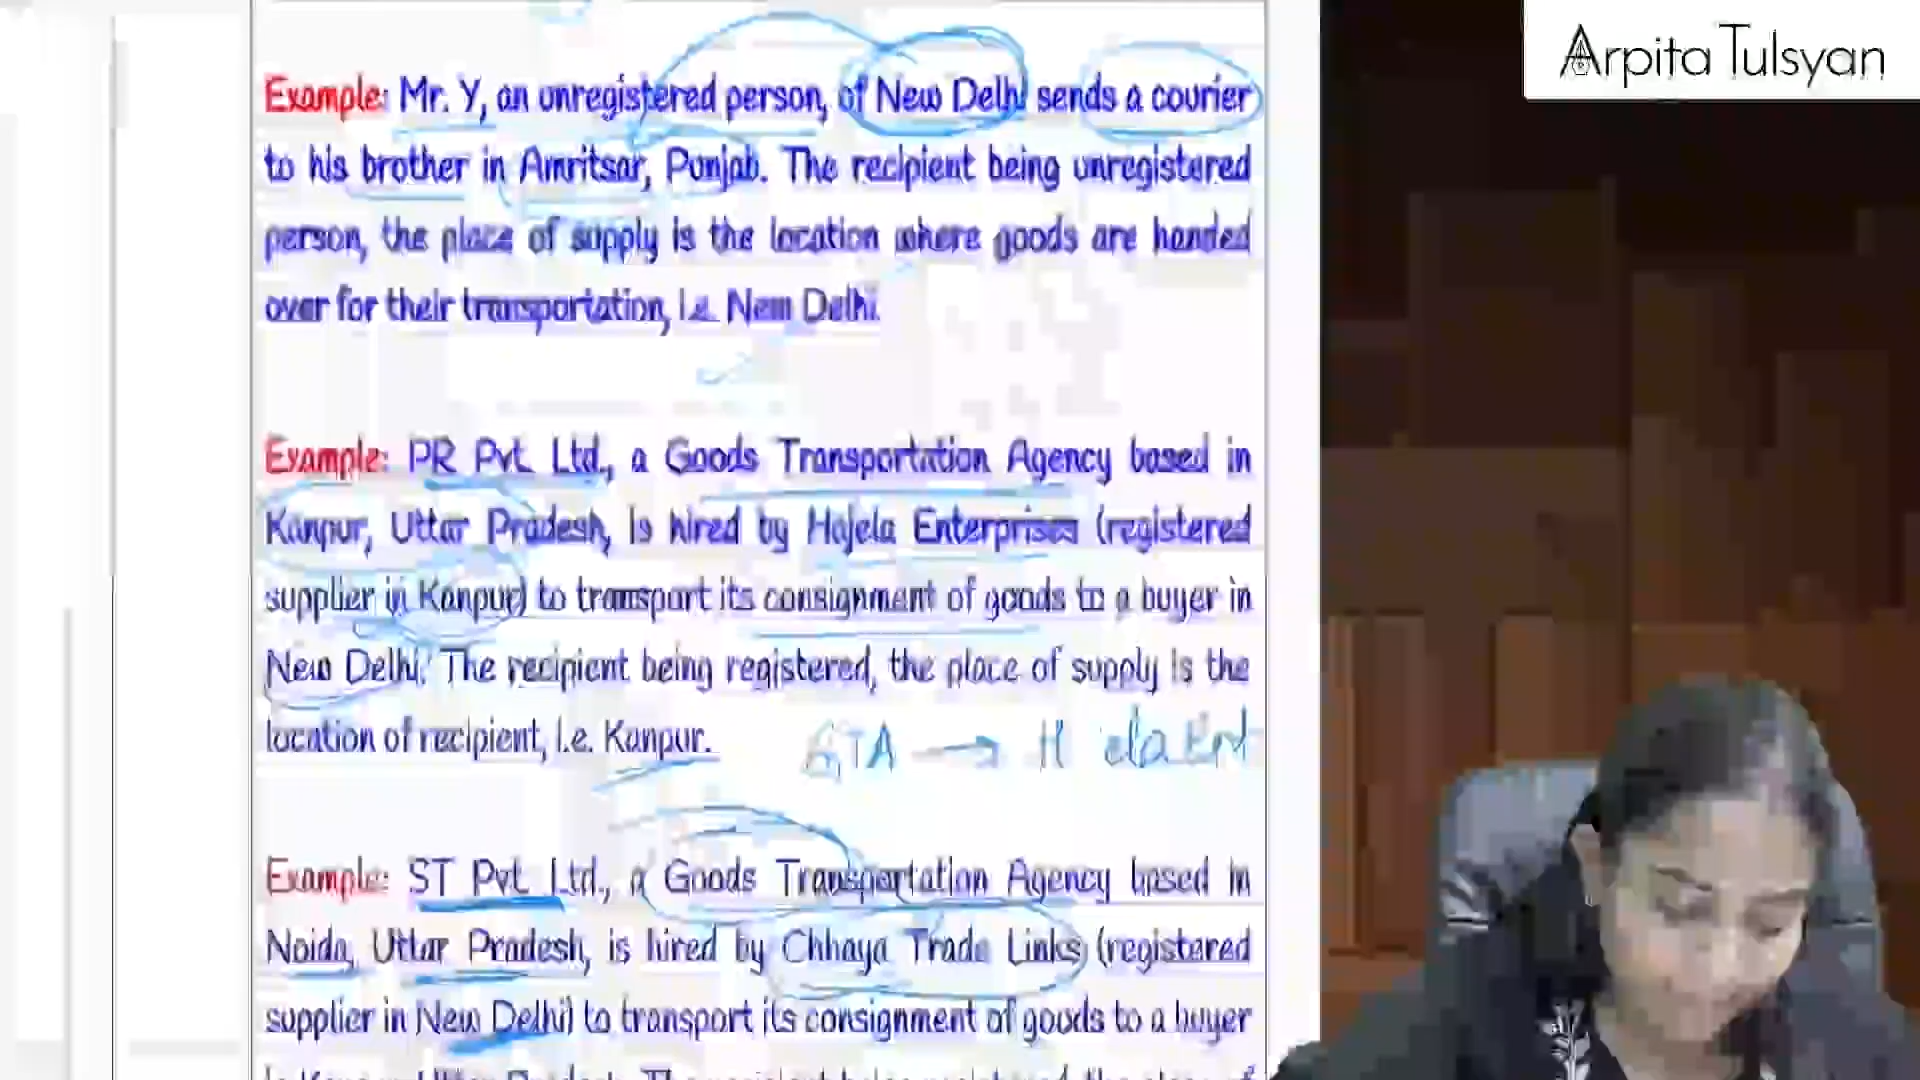 Arpita Tulsyan
Example: Mr. Y, an unregistered person, of New Delhi sends a courier
to his brother in Amritsar, Punjab. The recipient being unregistered
person, the place of supply is the location where goods are handed
over for their transportation, i.e. New Delhi.
Example: PR Pvt. Ltd., a Goods Transportation Agency based in
Kanpur, Uttar Pradesh, is hired by Hajela Enterprises (registered
supplier in Kanpur) to transport its consignment of goods to a buyer in
New Delhi. The recipient being registered, the place of supply is the
location of recipient, i.e. Kanpur.
GTA → H
Example: ST Pvt. Ltd., a Goods Transportation Agency based in
Noida, Uttar Pradesh, is hired by Chhaya Trade Links (registered
supplier in New Delhi) to transport its consignment of goods to a buyer